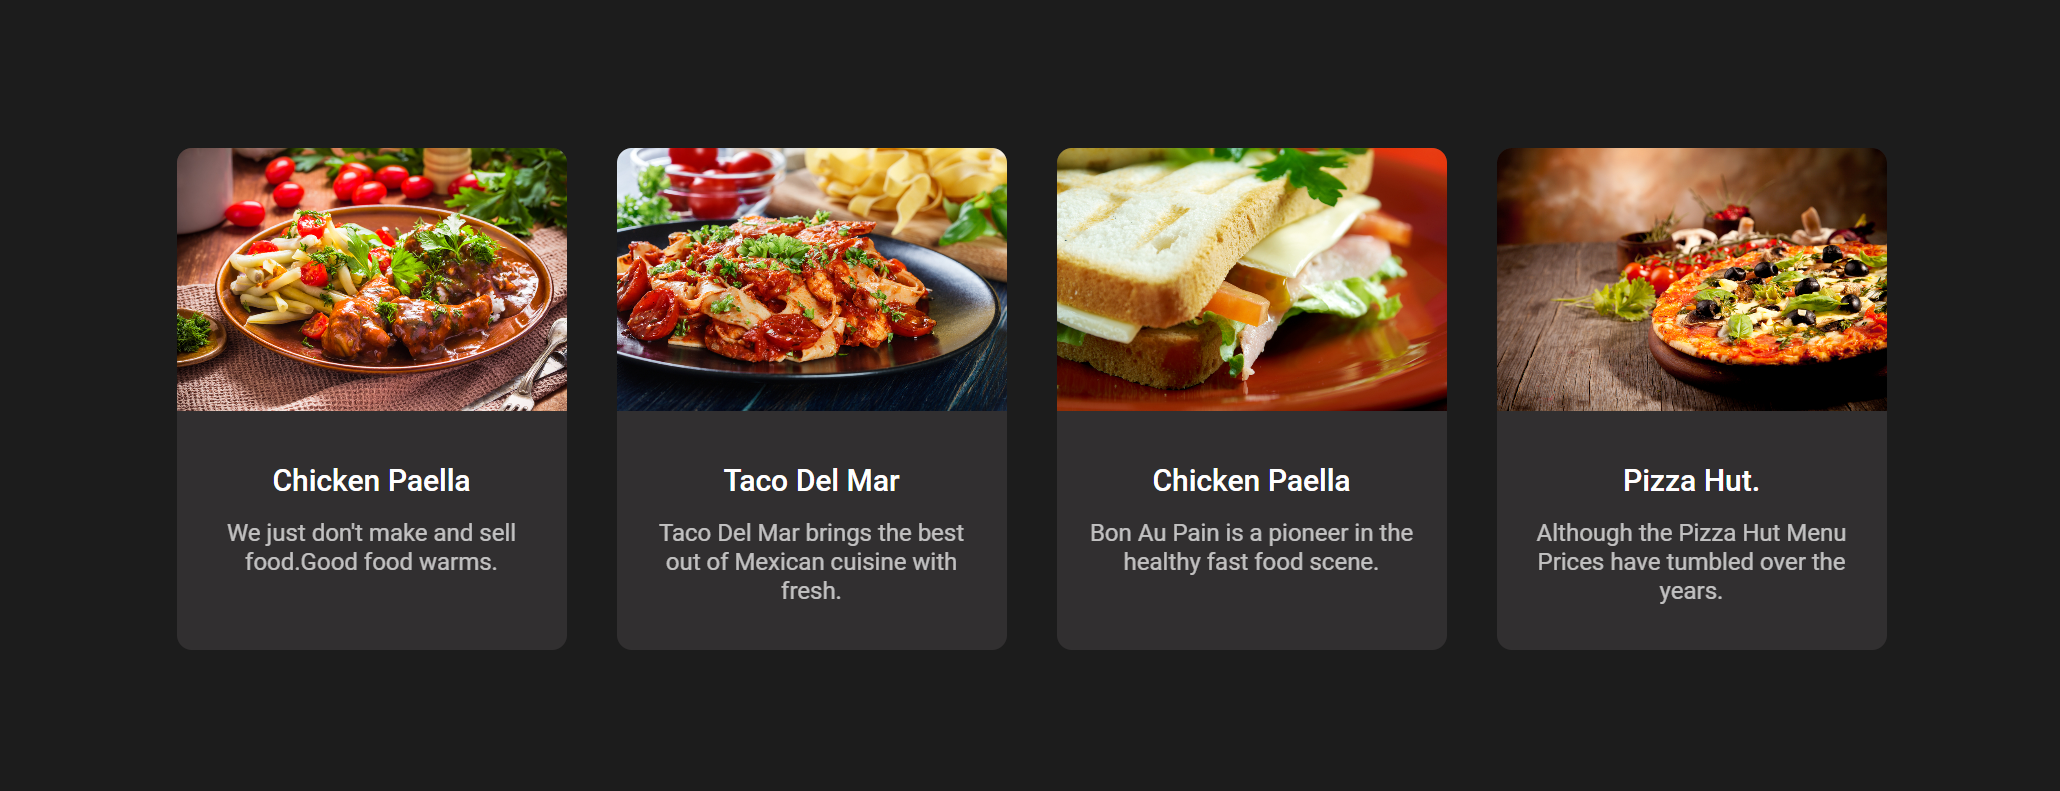 Chicken Paella
We just don't make and sell
food.Good food warms.
Taco Del Mar
Taco Del Mar brings the best
out of Mexican cuisine with
fresh.
Chicken Paella
Bon Au Pain is a pioneer in the
healthy fast food scene.
Pizza Hut.
Although the Pizza Hut Menu
Prices have tumbled over the
years.